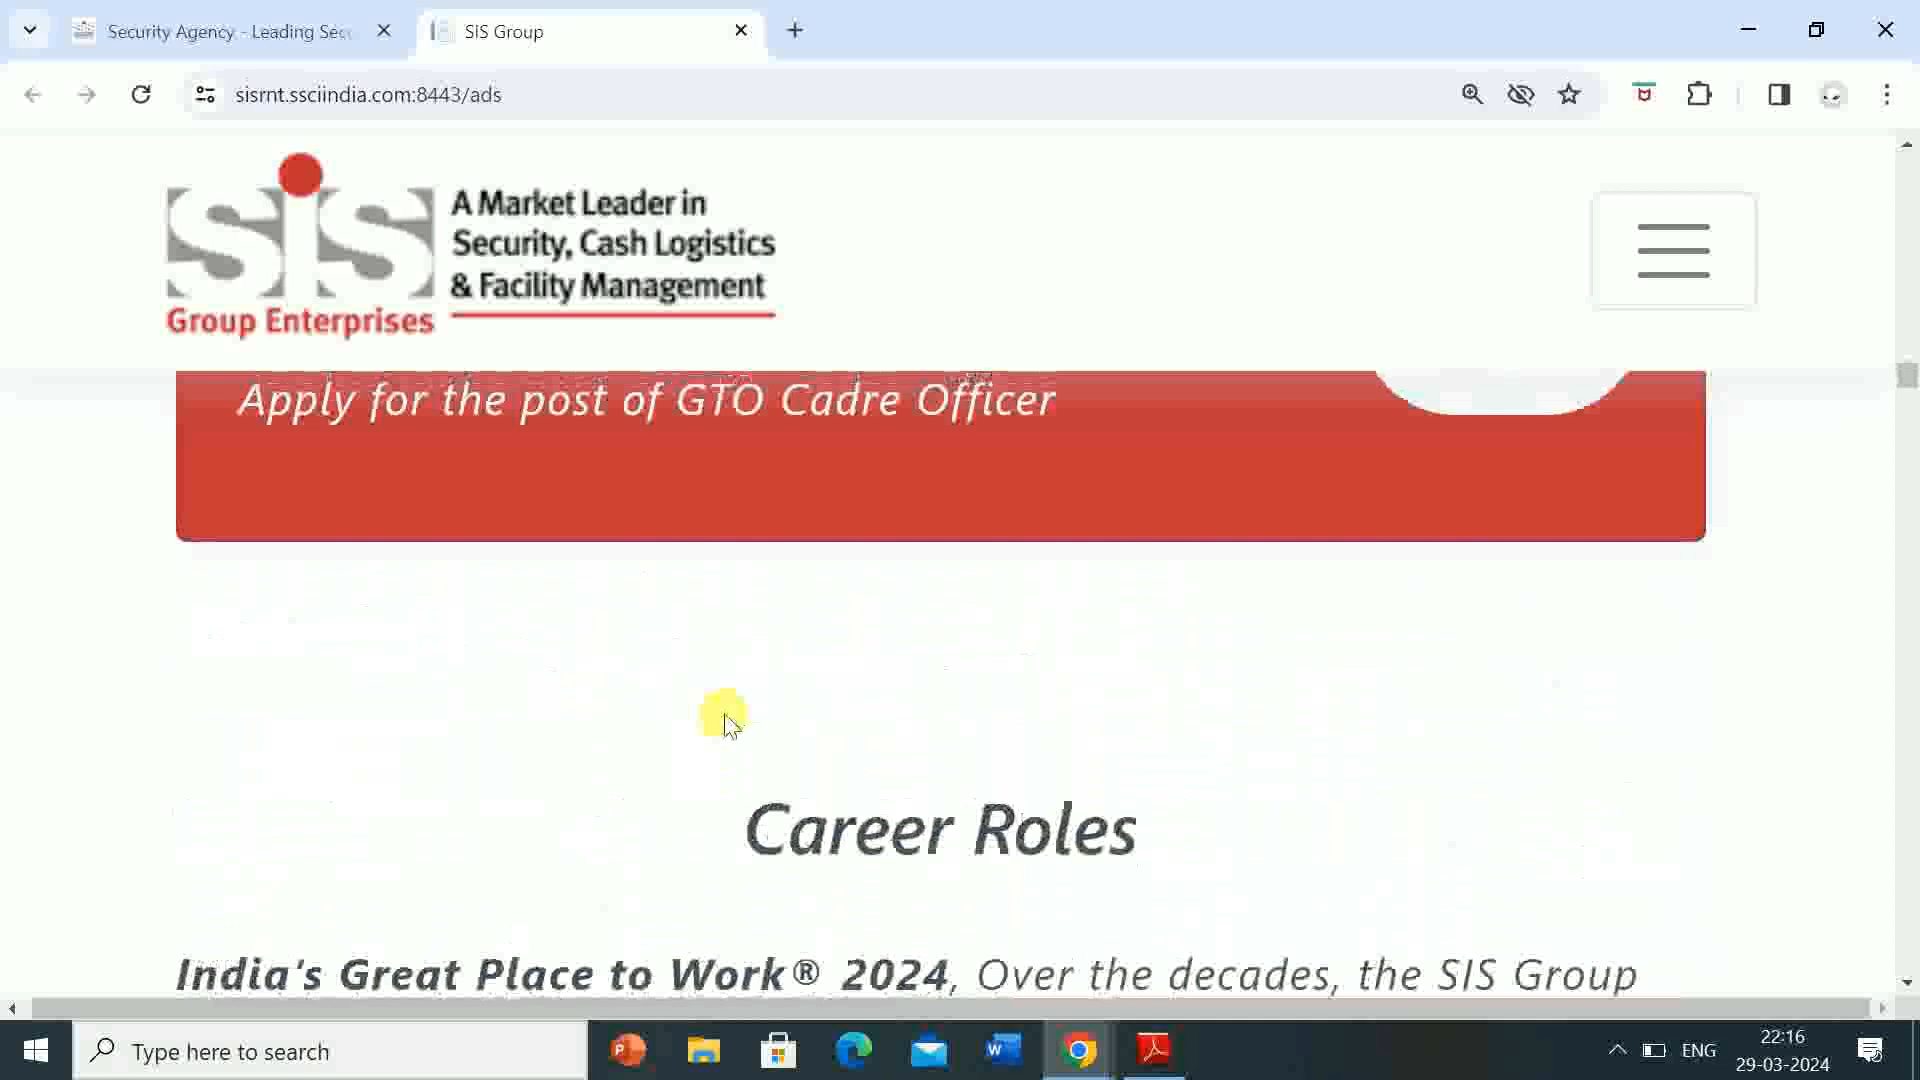 Security Agency - Leading Sec
SIS Group
sisrnt.ssciindia.com:8443/ads
SiS
Group Enterprises
A Market Leader in
Security, Cash Logistics
& Facility Management
Apply for the post of GTO Cadre Officer
Career Roles
India's Great Place to Work® 2024, Over the decades, the SIS Group
Type here to search
ENG
22:16
29-03-2024